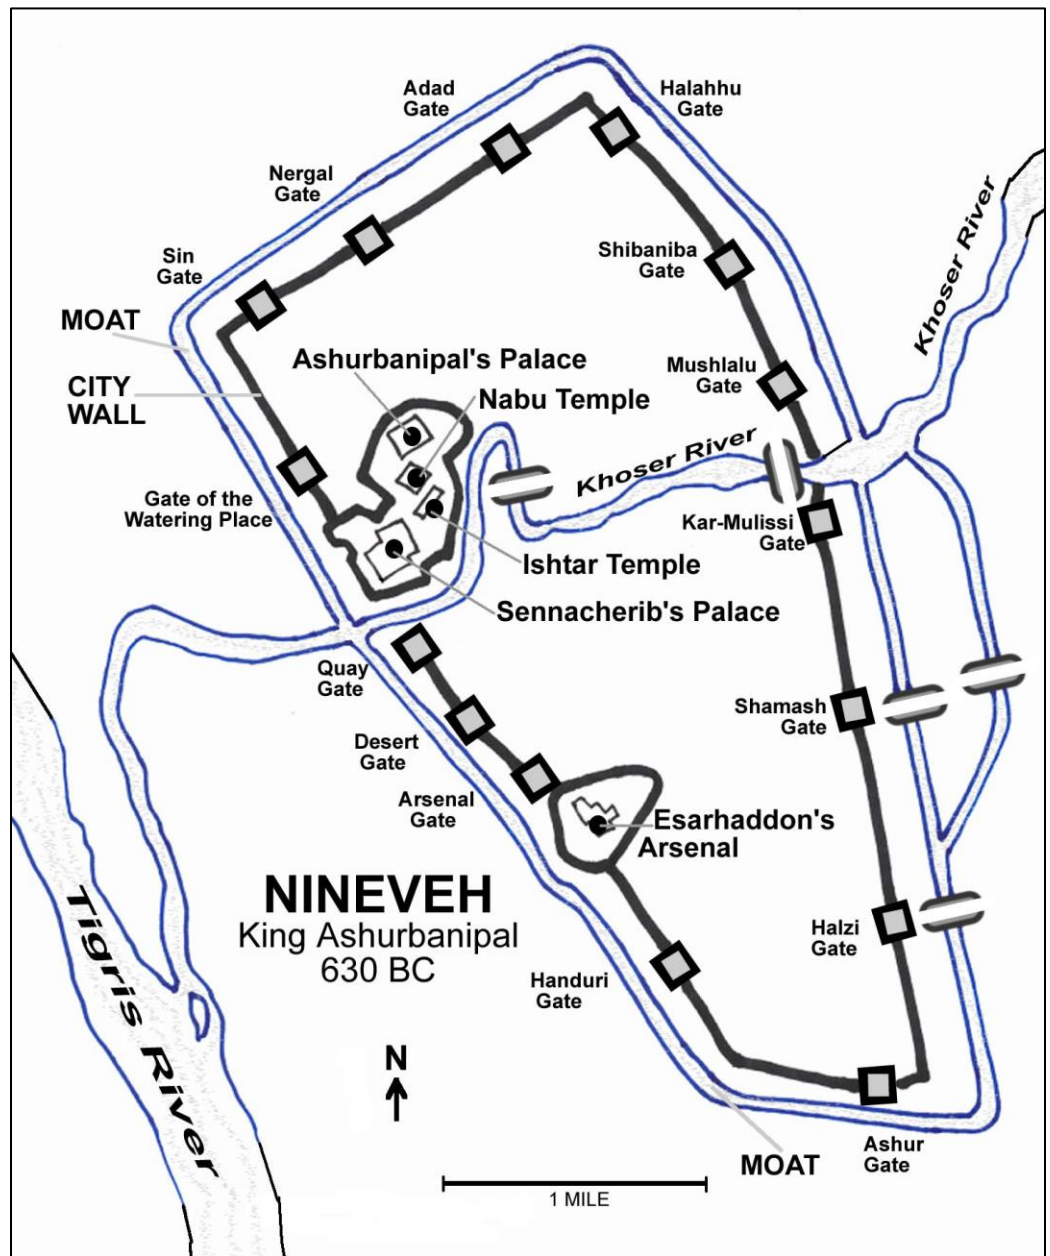 Adad
Gate
Halahhu
Gate
Nergal
Gate
Khoser River
Sin
Gate
Shibaniba
Gate
MOAT
Ashurbanipal's Palace
Mushlalu
Gate
CITY
WALL
Nabu Temple
Khoser River
Gate of the
Watering Place
Kar-Mulissi
Gate
Ishtar Temple
Sennacherib's Palace
Quay
Gate
Shamash
Gate
Desert
Gate
Arsenal
Gate
Esarhaddon's
Arsenal
NINEVEH
King Ashurbanipal
630 BC
Halzi
Gate
Tigris River
Handuri
Gate
N
Ashur
Gate
MOAT
1 MILE